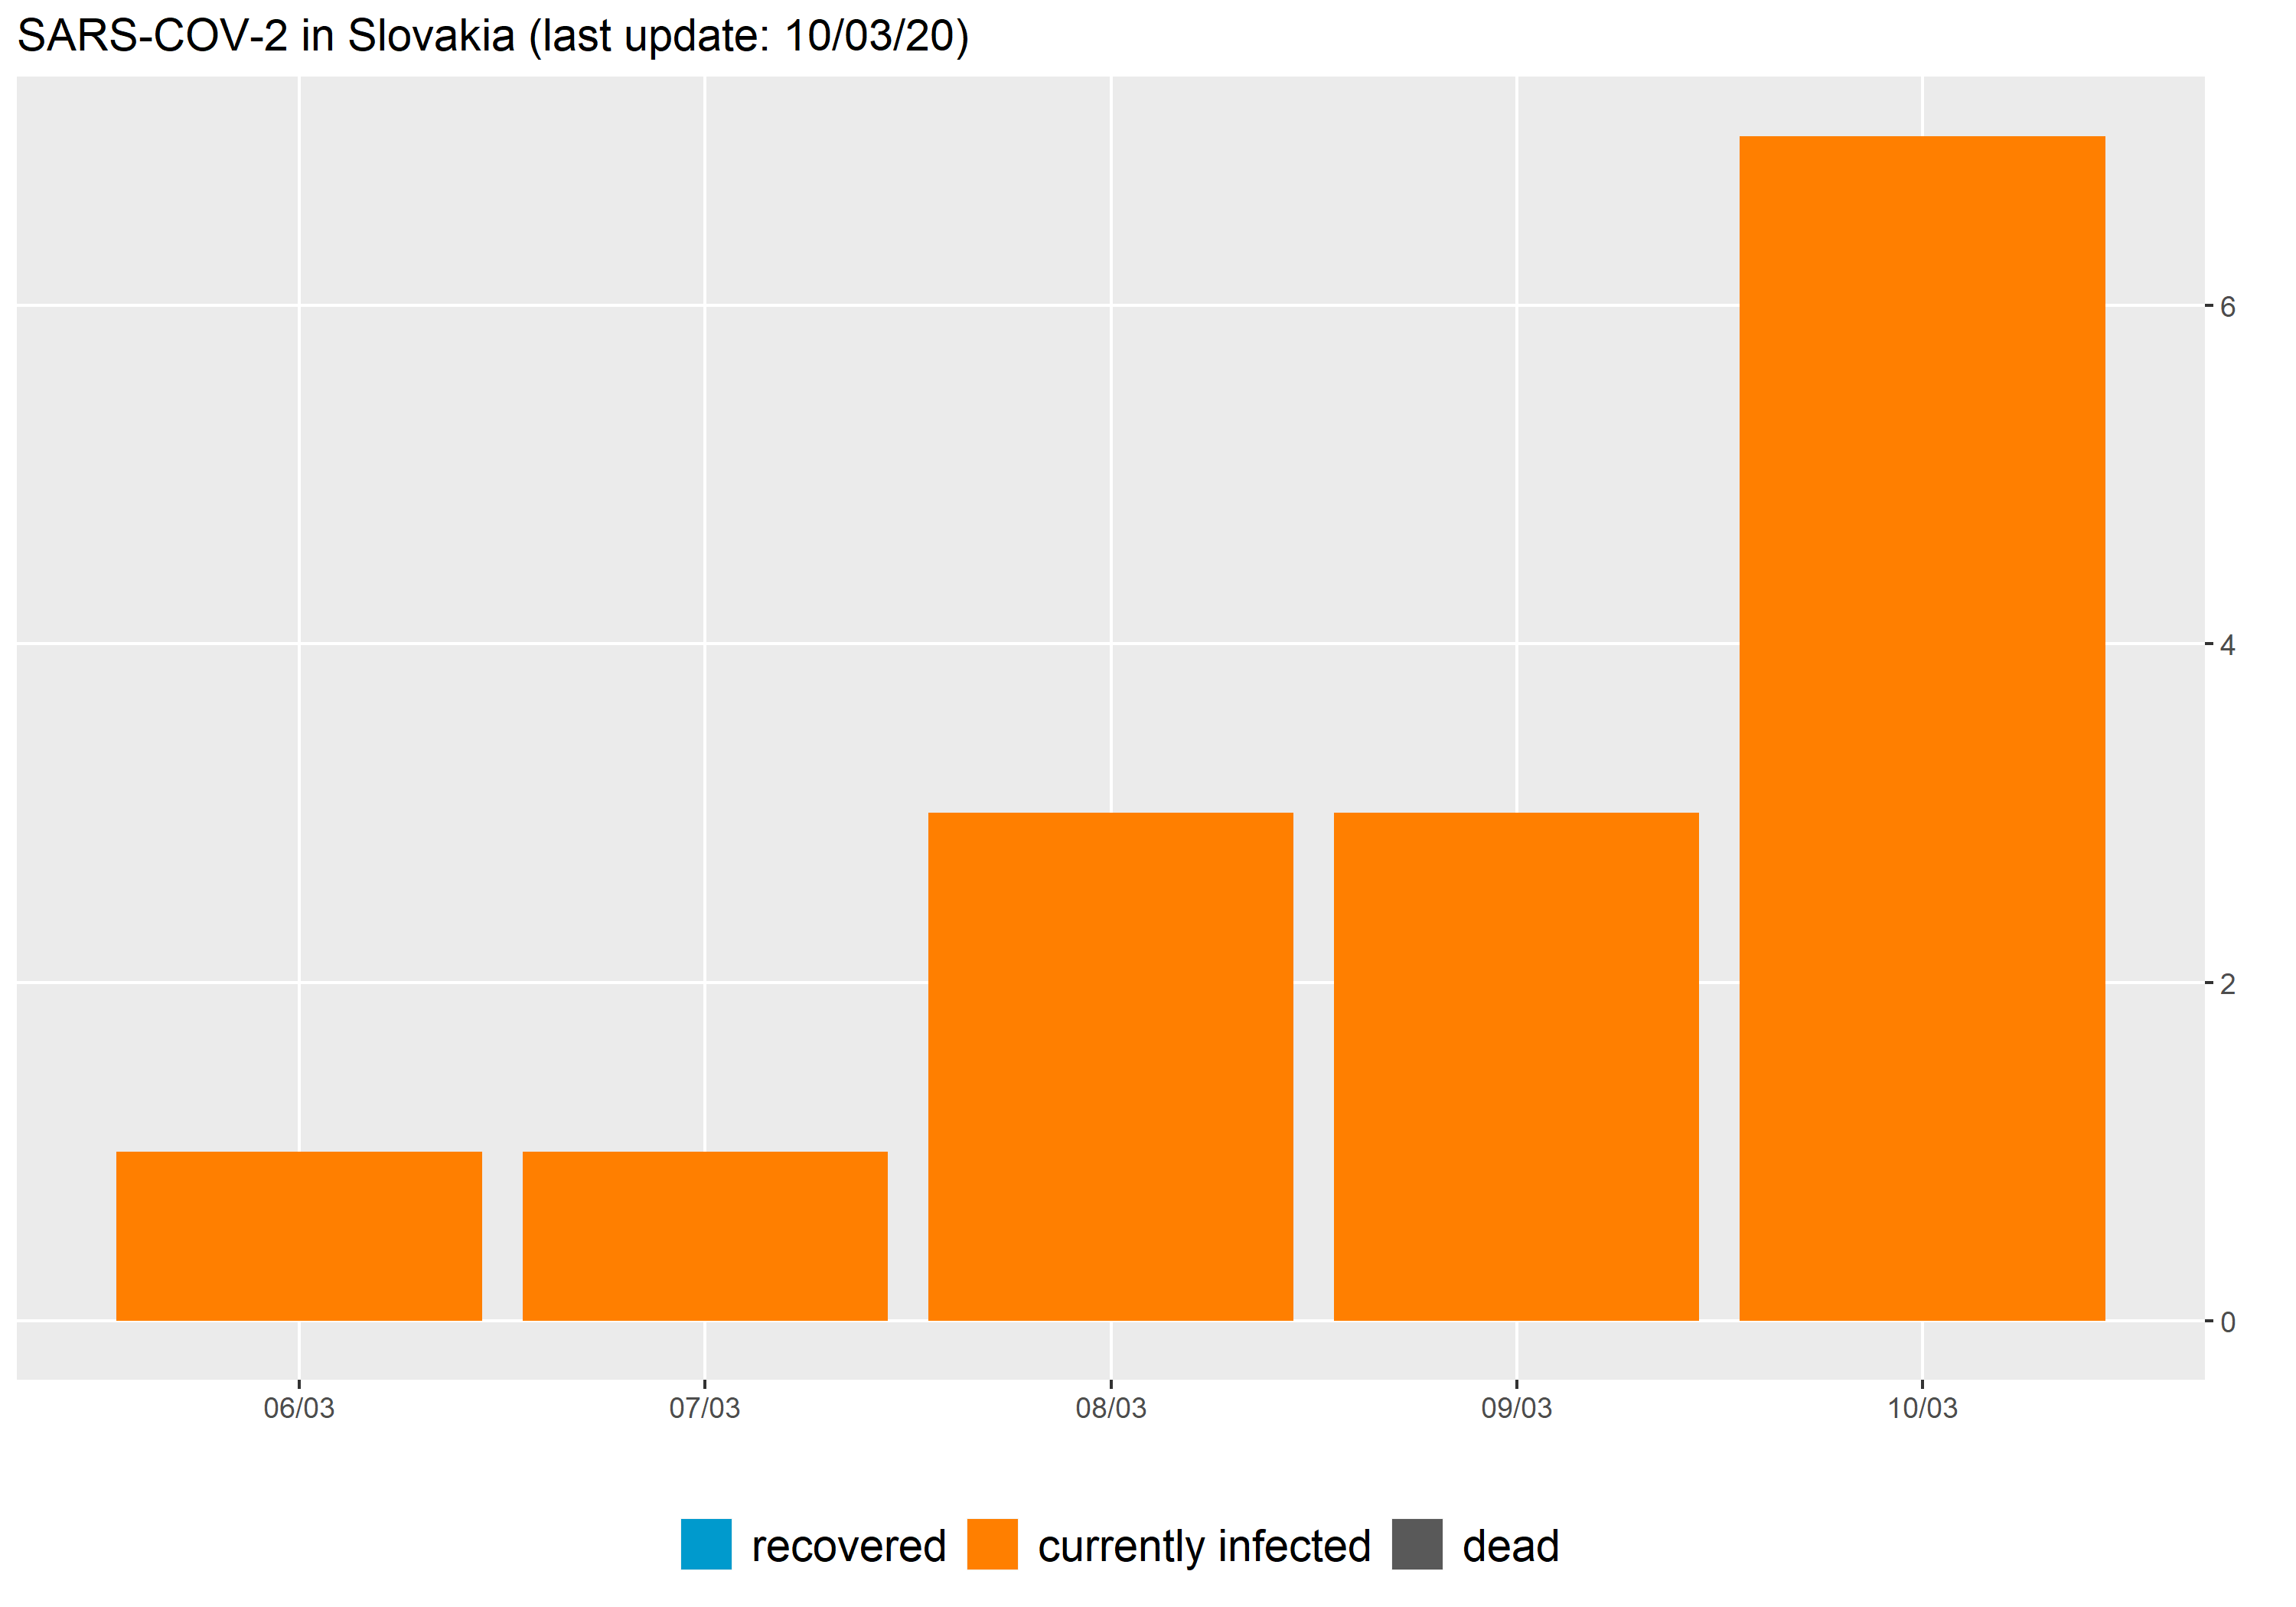 SARS-COV-2 in Slovakia (last update: 10/03/20)
6
4
2
0
06/03 07/03 08/03 09/03 10/03
recovered currently infected dead